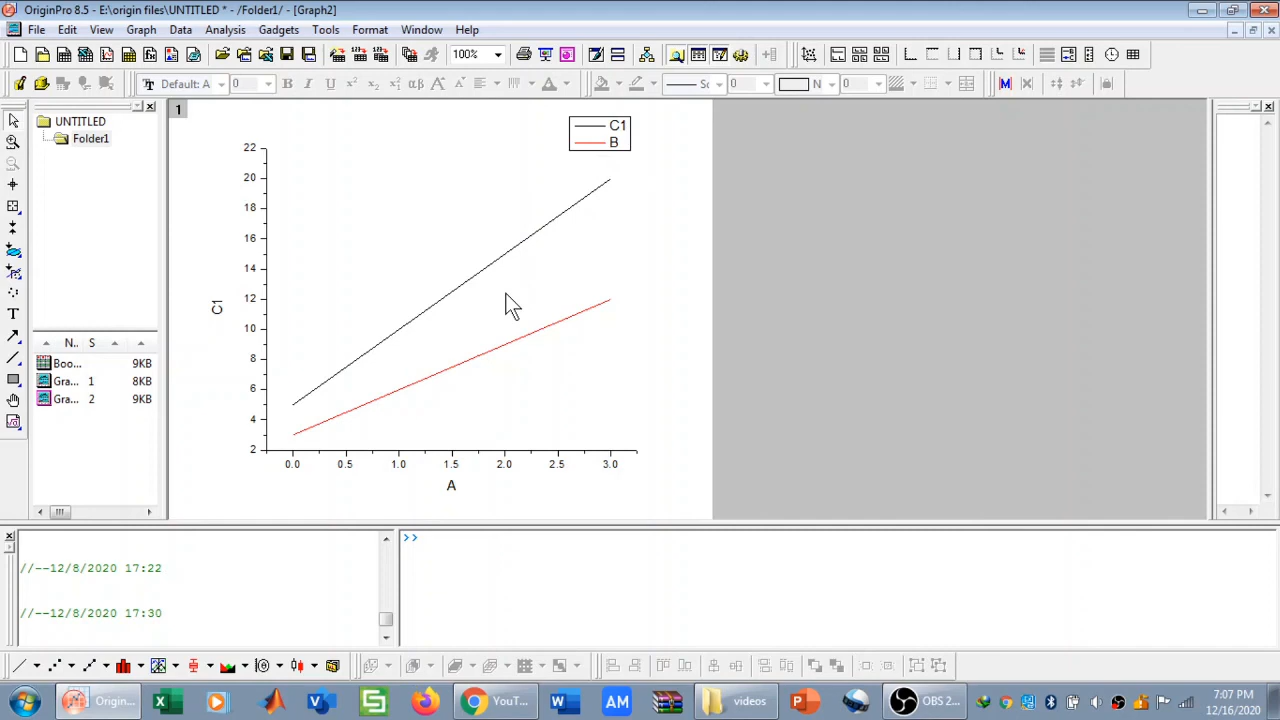 OriginPro 8.5 - E:\origin files\UNTITLED * - /Folder1/ - [Graph2]
File Edit View Graph Data Analysis Gadgets Tools Format Window Help
100%
Default: A 0 B I U αβ A A A Sc 0 N 0 M
UNTITLED
Folder1
N.. S
Boo... 9KB
Gra... 1 8KB
Gra... 2 9KB
1
C1
B
22
20
18
16
14
12
10
8
6
4
2
C1
0.0 0.5 1.0 1.5 2.0 2.5 3.0
A
//--12/8/2020 17:22
//--12/8/2020 17:30
>>
Origin... YouT... AM videos OBS 2...
7:07 PM
12/16/2020